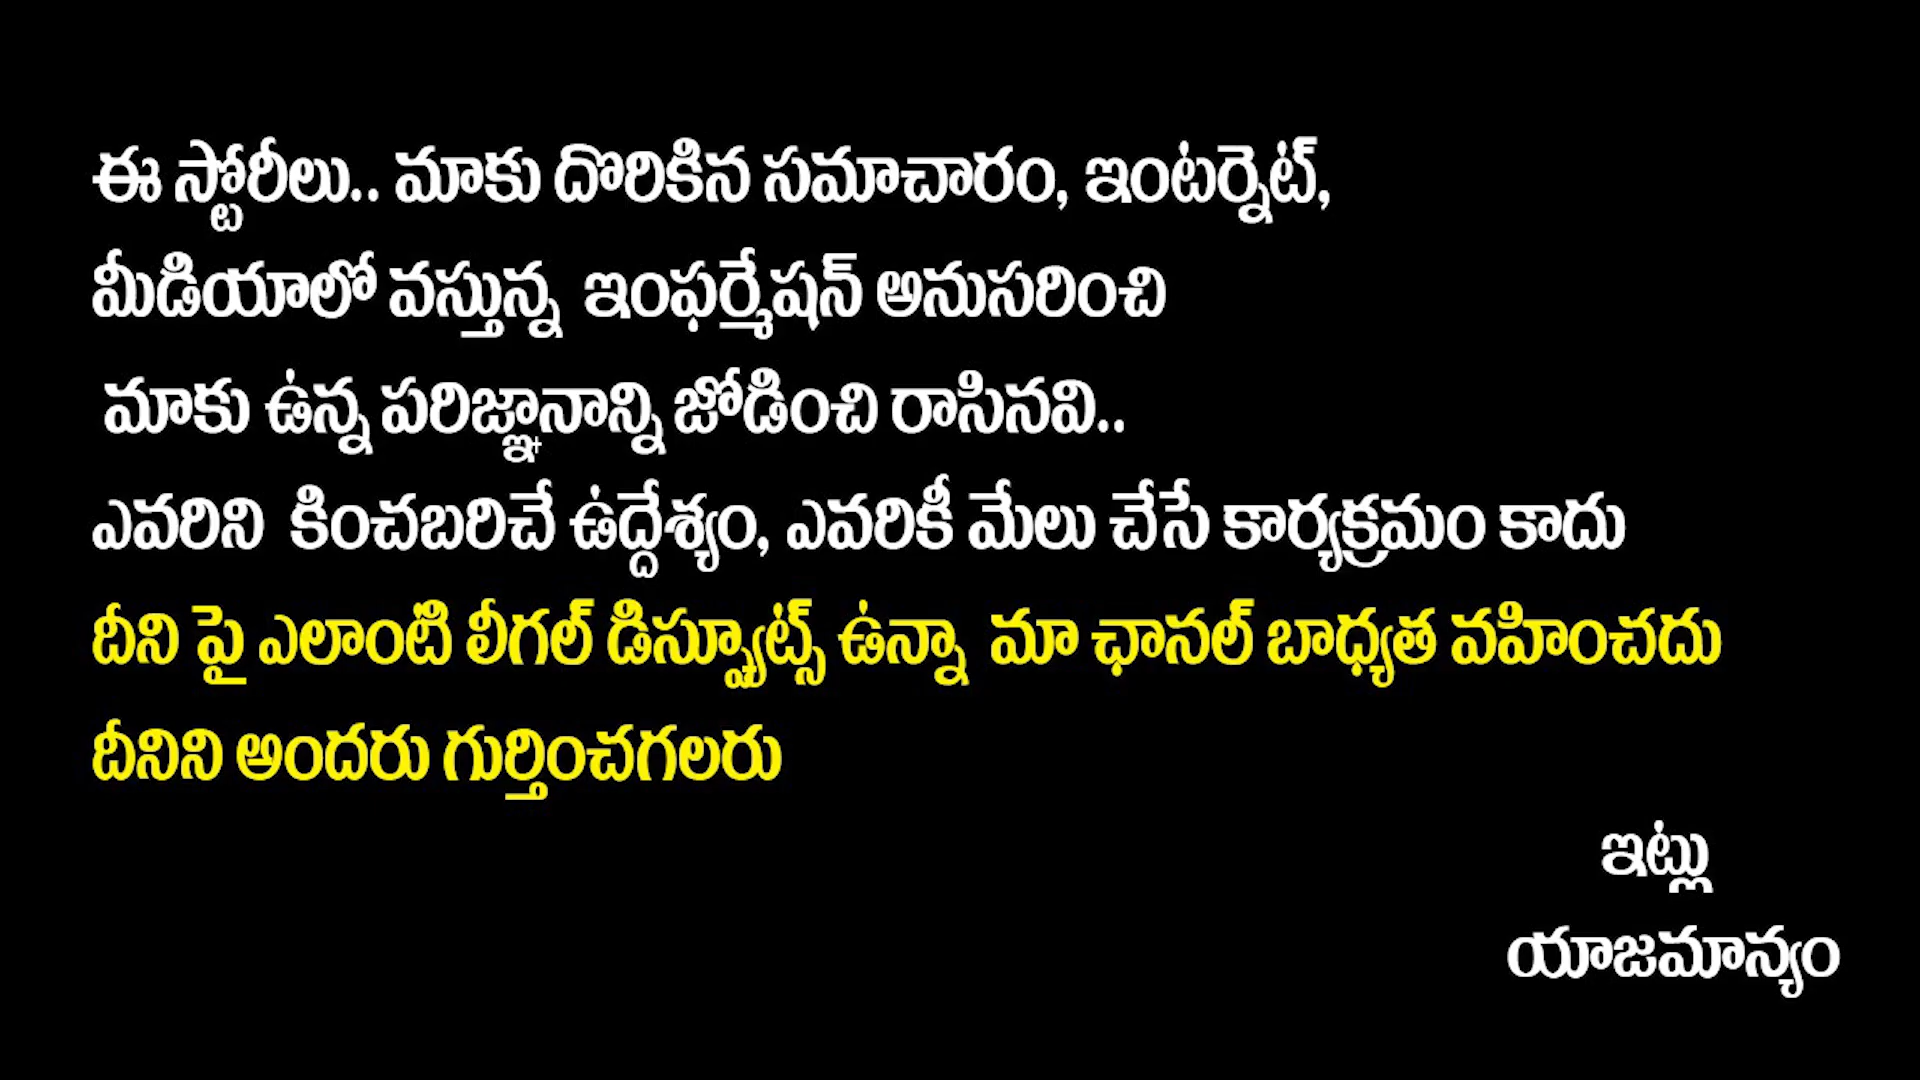 ఈ స్టోరీలు.. మాకు దొరికిన సమాచారం, ఇంటర్నెట్,
మీడియాలో వస్తున్న ఇంఫర్మేషన్ అనుసరించి
మాకు ఉన్న పరిజ్ఞానాన్ని జోడించి రాసినవి..
ఎవరిని కించబరిచే ఉద్దేశ్యం, ఎవరికీ మేలు చేసే కార్యక్రమం కాదు
దీని పై ఎలాంటి లీగల్ డిస్ప్యూట్స్ ఉన్నా మా ఛానల్ బాధ్యత వహించదు
దీనిని అందరు గుర్తించగలరు
ఇట్లు
యాజమాన్యం